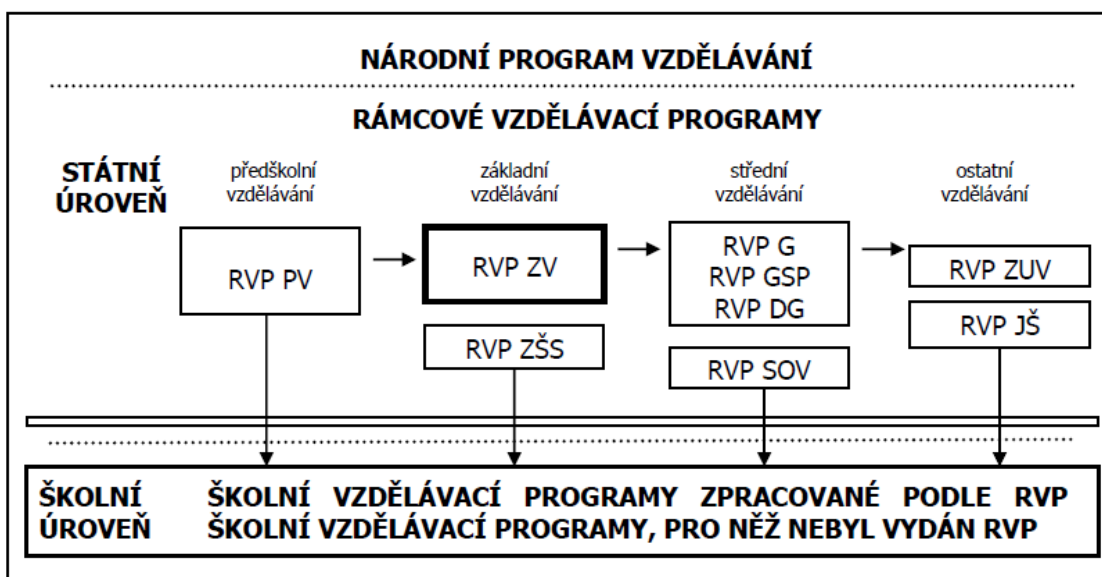 NÁRODNÍ PROGRAM VZDĚLÁVÁNÍ
RÁMCOVÉ VZDĚLÁVACÍ PROGRAMY
STÁTNÍ
ÚROVEŇ
předškolní
vzdělávání
základní
vzdělávání
střední
vzdělávání
ostatní
vzdělávání
RVP PV
RVP ZV
RVP ZŠS
RVP G
RVP GSP
RVP DG
RVP SOV
RVP ZUV
RVP JŠ
ŠKOLNÍ
ÚROVEŇ
ŠKOLNÍ VZDĚLÁVACÍ PROGRAMY ZPRACOVANÉ PODLE RVP
ŠKOLNÍ VZDĚLÁVACÍ PROGRAMY, PRO NĚŽ NEBYL VYDÁN RVP